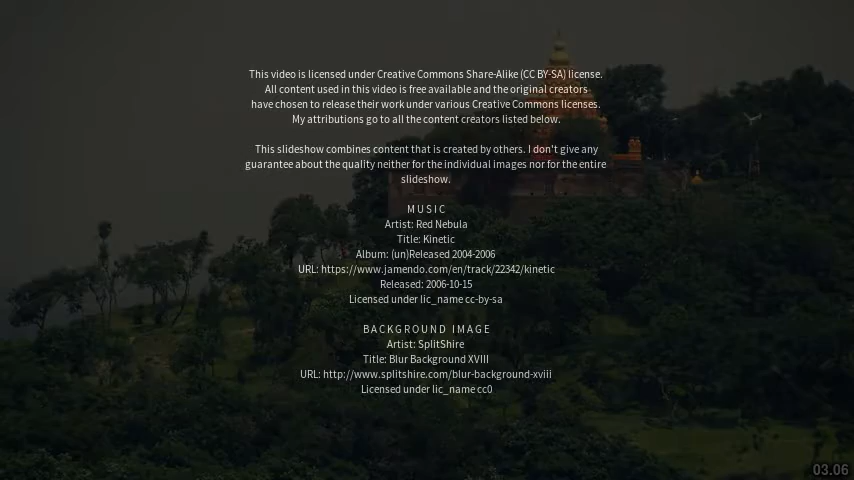 This video is licensed under Creative Commons Share-Alike (CC BY-SA) license.
All content used in this video is free available and the original creators
have chosen to release their work under various Creative Commons licenses.
My attributions go to all the content creators listed below.
This slideshow combines content that is created by others. I don't give any
guarantee about the quality neither for the individual images nor for the entire
slideshow.
MUSIC
Artist: Red Nebula
Title: Kinetic
Album: (un)Released 2004-2006
URL: https://www.jamendo.com/en/track/22342/kinetic
Released: 2006-10-15
Licensed under lic_name cc-by-sa
BACKGROUND IMAGE
Artist: SplitShire
Title: Blur Background XVIII
URL: http://www.splitshire.com/blur-background-xviii
Licensed under lic_name cc0
03.06